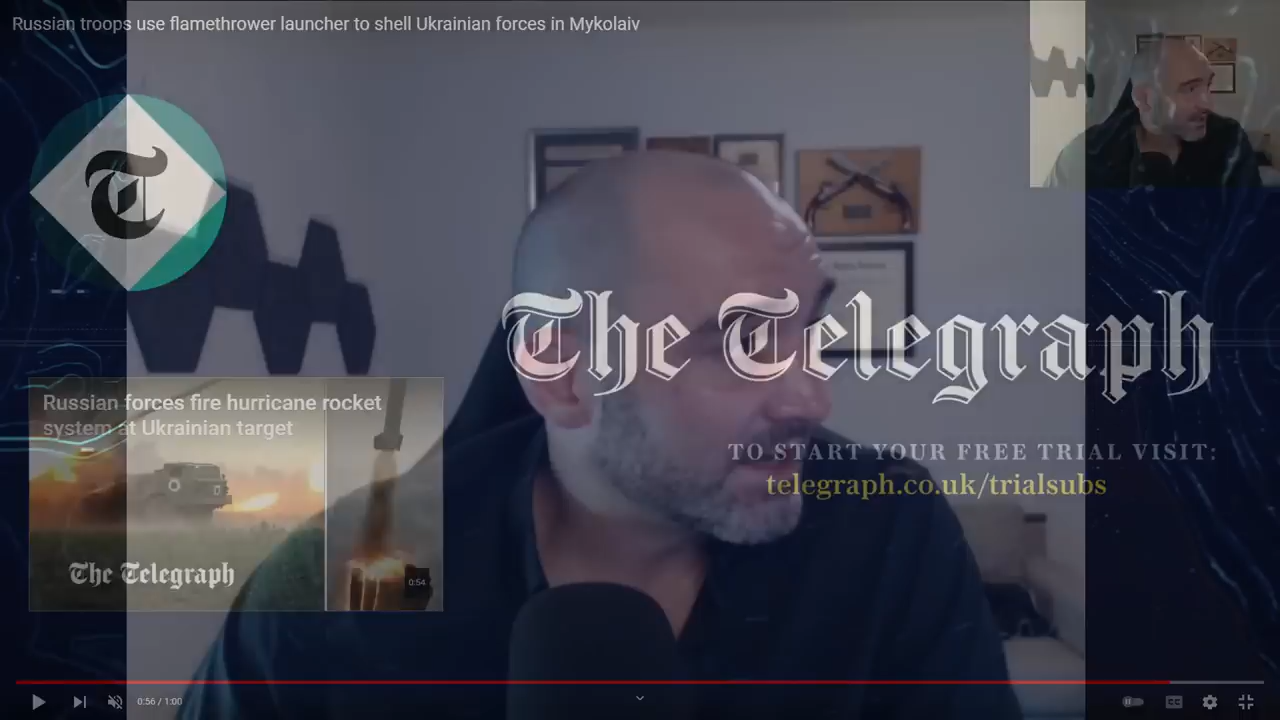 Russian troops use flamethrower launcher to shell Ukrainian forces in Mykolaiv
T
The Telegraph
Russian forces fire hurricane rocket
system at Ukrainian target
TO START YOUR FREE TRIAL VISIT:
telegraph.co.uk/trialsubs
The Telegraph
0:54
0:56 / 1:00
CC